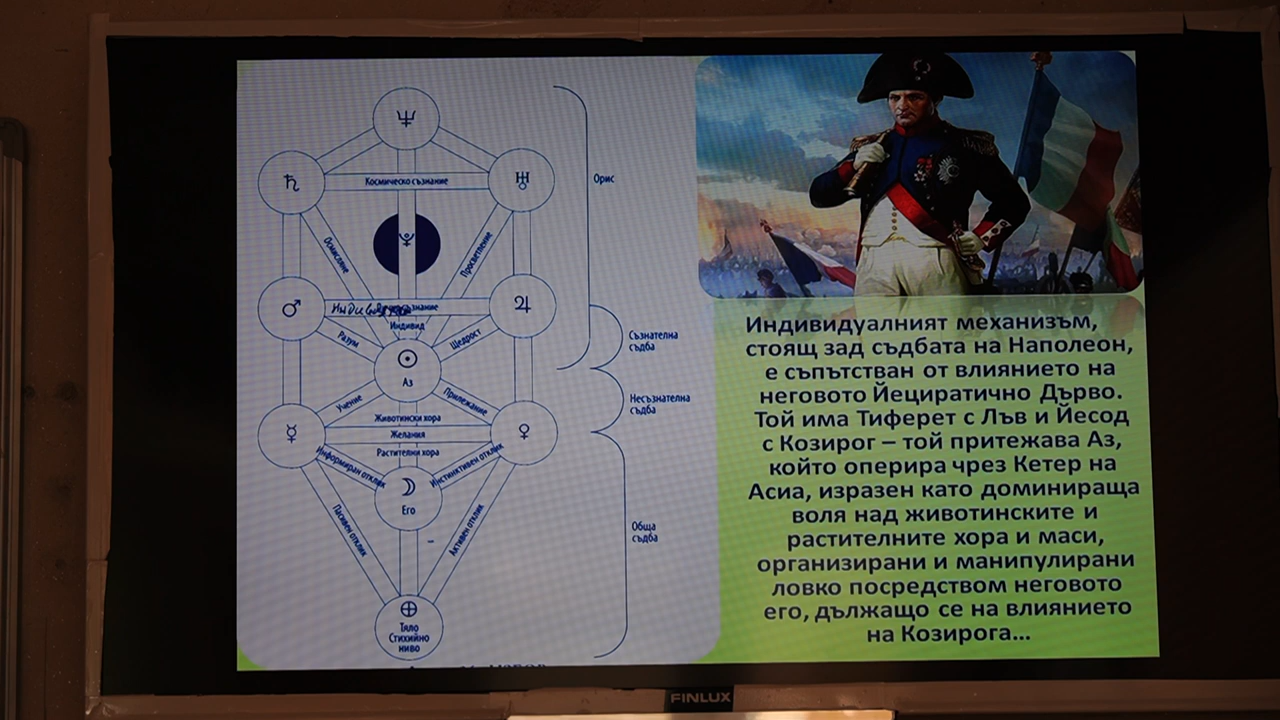 Космическо съзнание
Орис
Осмисляне
Просветление
съзнание
Индивид
Разум
Щедрост
Аз
Съзнателна
съдба
Учение
Прилежание
Животински хора
Желания
Растителни хора
Несъзнателна
съдба
Информиран отклик
Инстинктивен отклик
Его
Пасивен отклик
Активен отклик
Обща
съдба
Тяло
Стихийно
ниво
Индивидуалният механизъм,
стоящ зад съдбата на Наполеон,
е съпътстван от влиянието на
неговото Йециратично Дърво.
Той има Тиферет с Лъв и Йесод
с Козирог – той притежава Аз,
който оперира чрез Кетер на
Асиа, изразен като доминираща
воля над животинските и
растителните хора и маси,
организирани и манипулирани
ловко посредством неговото
его, дължащо се на влиянието
на Козирога...
FINLUX